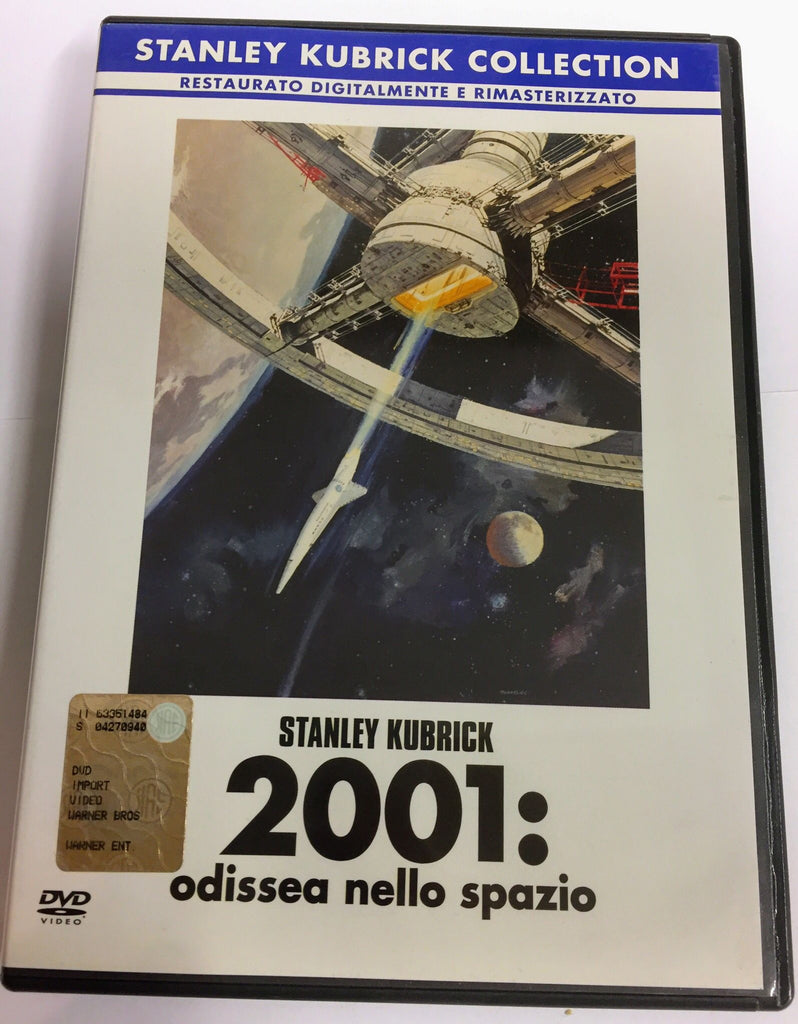 STANLEY KUBRICK COLLECTION
RESTAURATO DIGITALMENTE E RIMASTERIZZATO
STANLEY KUBRICK
2001:
odissea nello spazio
S 04270940
DVD
IMPORT
VIDEO
WARNER BROS
WARNER ENT
DVD
VIDEO